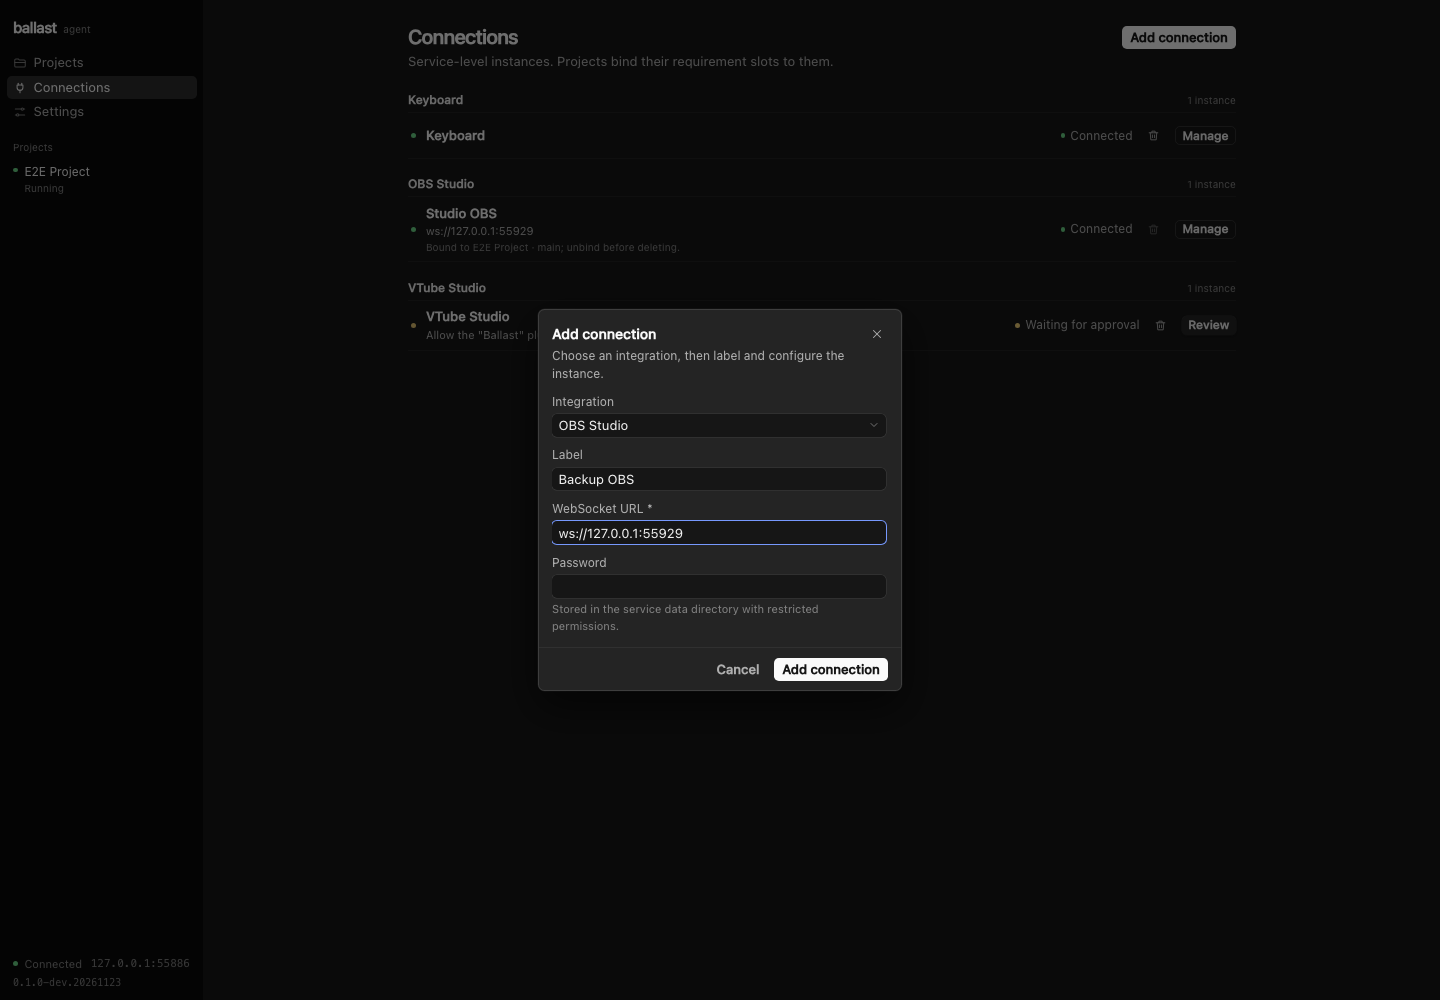 ballast agent
Projects
Connections
Settings
Projects
E2E Project
Running
Connections
Add connection
Service-level instances. Projects bind their requirement slots to them.
Keyboard 1 instance
Keyboard Connected Manage
OBS Studio 1 instance
Studio OBS
ws://127.0.0.1:55929 Connected Manage
Bound to E2E Project · main; unbind before deleting.
VTube Studio 1 instance
VTube Studio
Allow the "Ballast" pl Waiting for approval Review
Add connection
Choose an integration, then label and configure the
instance.
Integration
OBS Studio
Label
Backup OBS
WebSocket URL *
ws://127.0.0.1:55929
Password
Stored in the service data directory with restricted
permissions.
Cancel Add connection
Connected 127.0.0.1:55886
0.1.0-dev.20261123